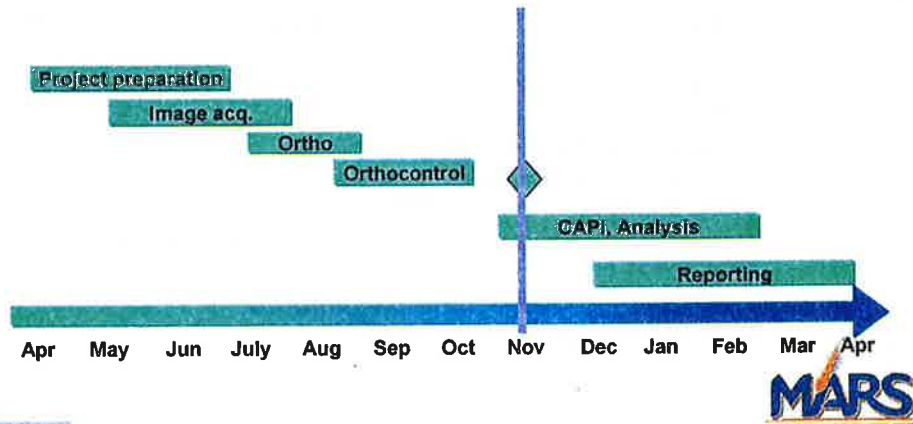 Project preparation
Image acq.
Ortho
Orthocontrol
CAPI, Analysis
Reporting
Apr May Jun July Aug Sep Oct Nov Dec Jan Feb Mar Apr
MARS